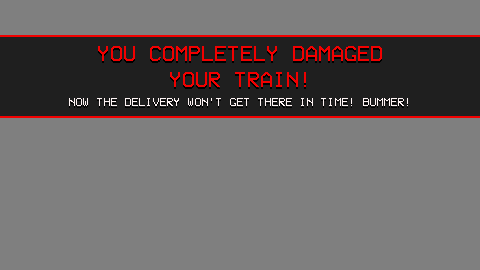 YOU COMPLETELY DAMAGED
YOUR TRAIN!
NOW THE DELIVERY WON'T GET THERE IN TIME! BUMMER!